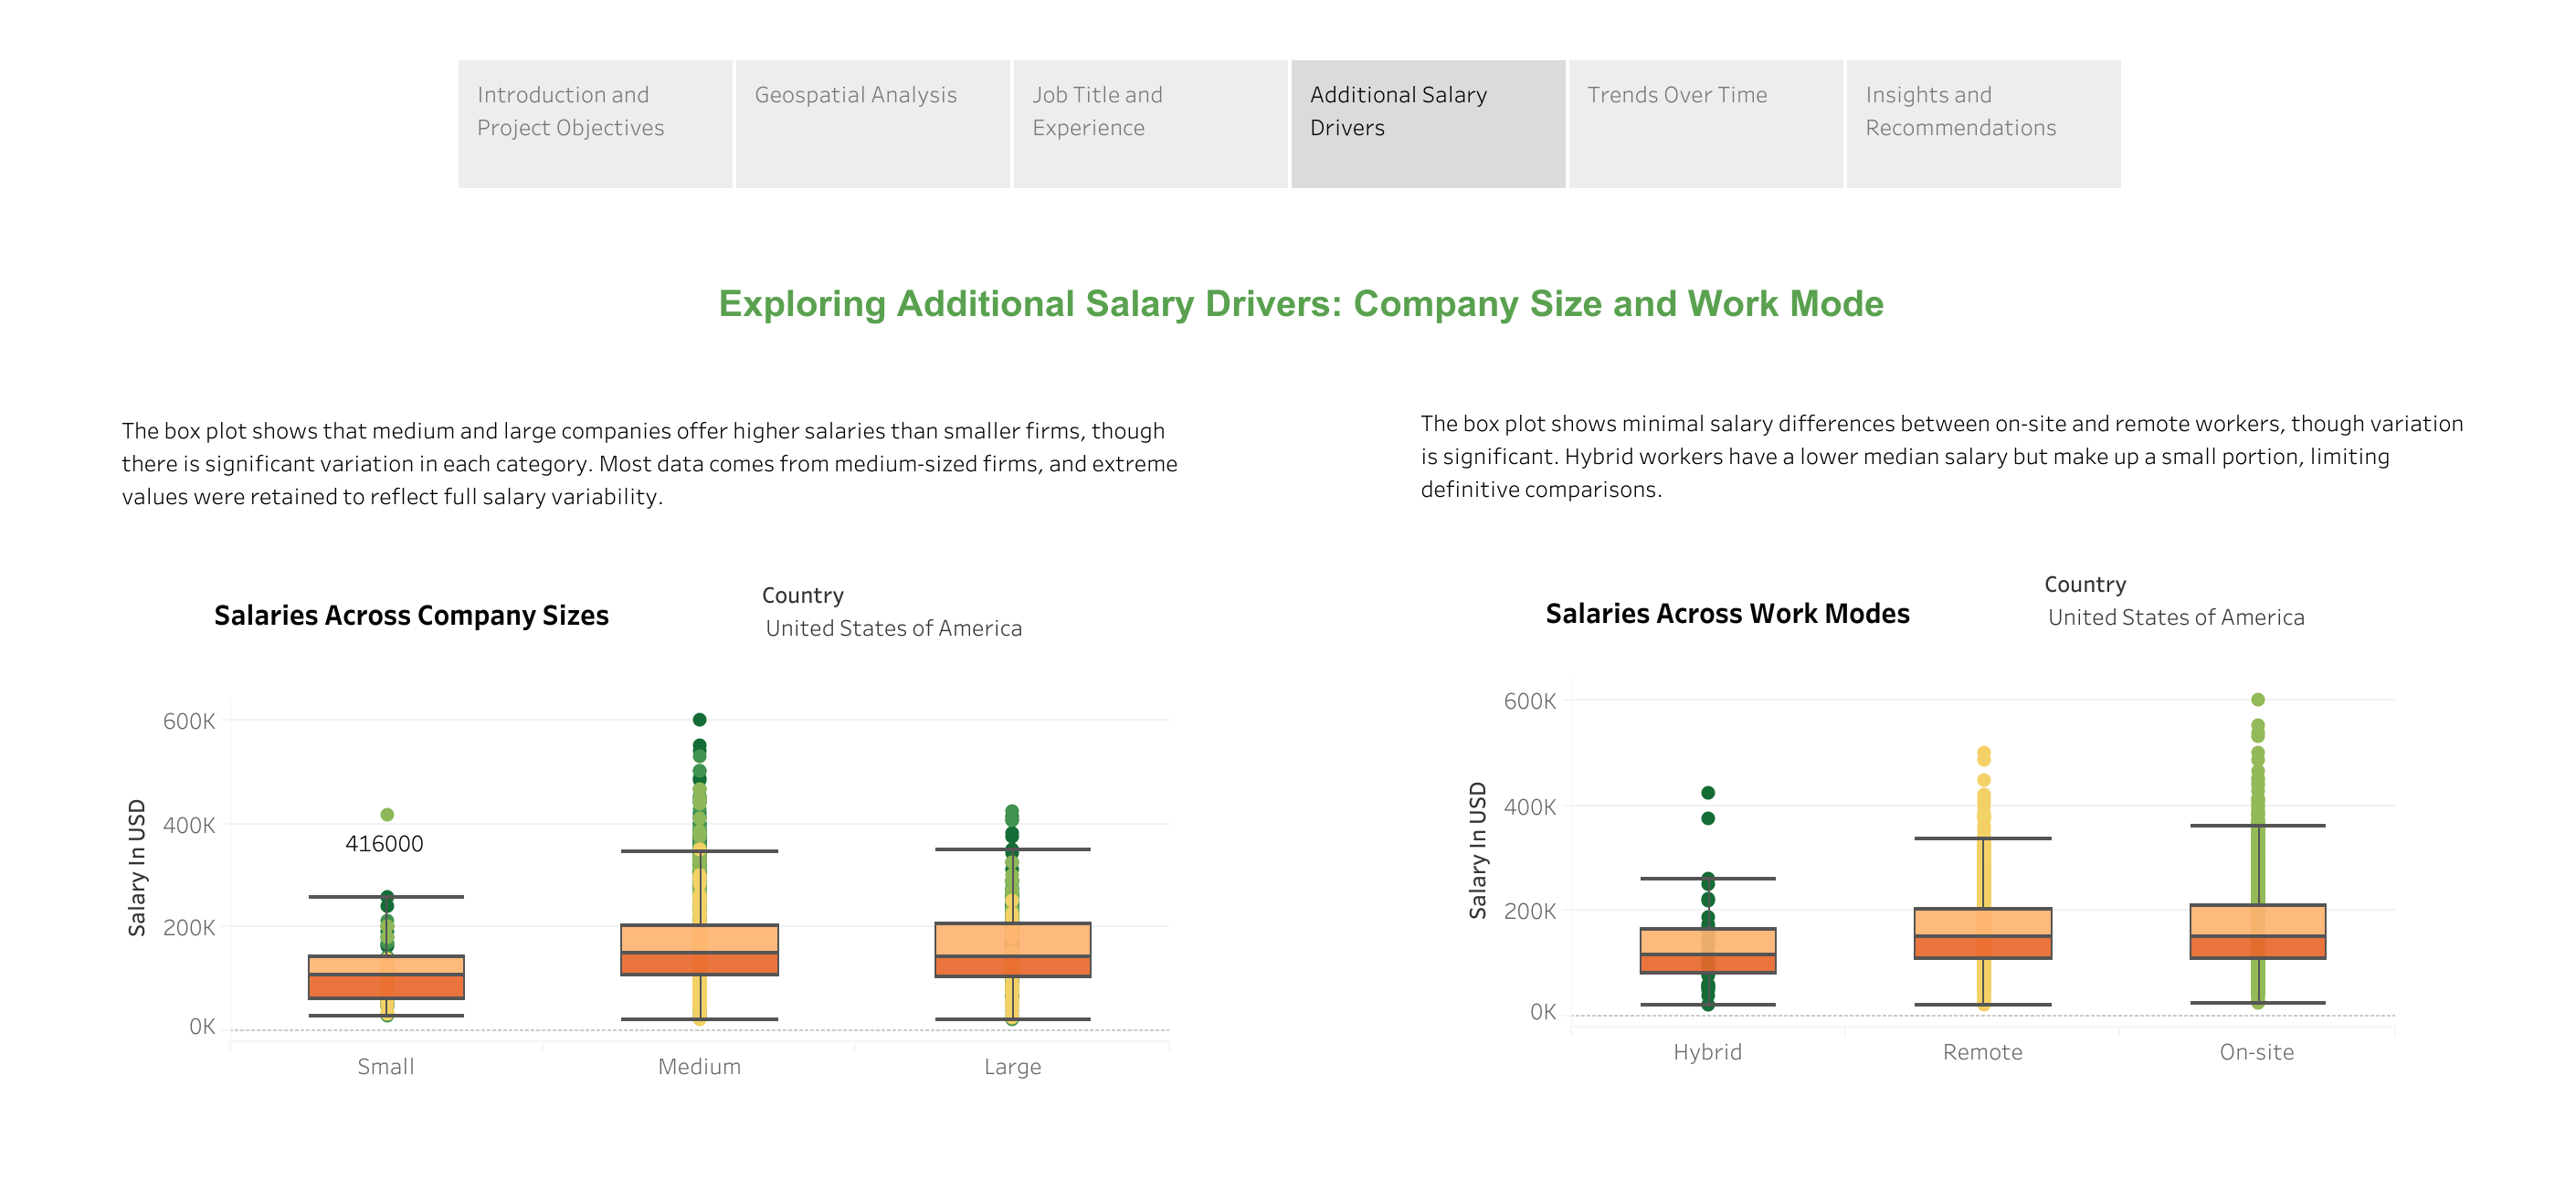 Introduction and
Project Objectives
Geospatial Analysis
Job Title and
Experience
Additional Salary
Drivers
Trends Over Time
Insights and
Recommendations
Exploring Additional Salary Drivers: Company Size and Work Mode
The box plot shows that medium and large companies offer higher salaries than smaller firms, though
there is significant variation in each category. Most data comes from medium-sized firms, and extreme
values were retained to reflect full salary variability.
The box plot shows minimal salary differences between on-site and remote workers, though variation
is significant. Hybrid workers have a lower median salary but make up a small portion, limiting
definitive comparisons.
Salaries Across Company Sizes
Country
United States of America
Salary In USD
600K
400K
200K
0K
416000
Small
Medium
Large
Salaries Across Work Modes
Country
United States of America
Salary In USD
600K
400K
200K
0K
Hybrid
Remote
On-site